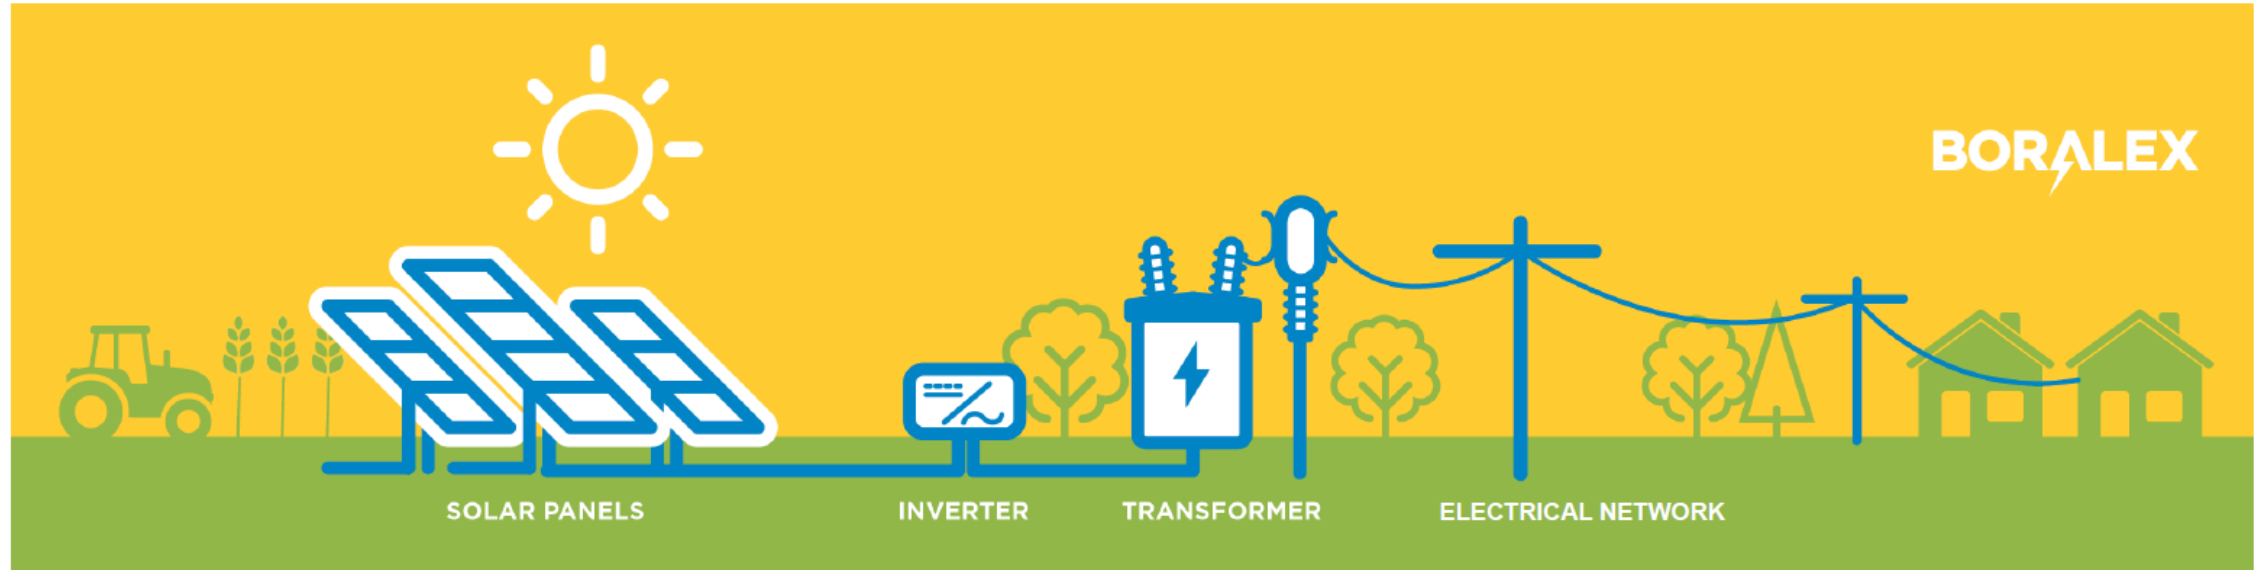 BORALEX
SOLAR PANELS
INVERTER
TRANSFORMER
ELECTRICAL NETWORK